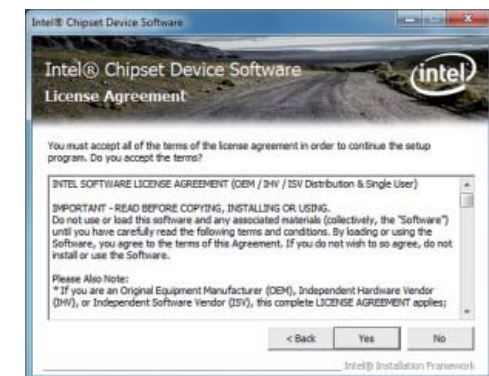 Intel® Chipset Device Software
Intel® Chipset Device Software
intel
License Agreement
You must accept all of the terms of the license agreement in order to continue the setup
program. Do you accept the terms?
INTEL SOFTWARE LICENSE AGREEMENT (OEM / IHV / ISV Distribution & Single User)
IMPORTANT - READ BEFORE COPYING, INSTALLING OR USING.
Do not use or load this software and any associated materials (collectively, the "Software")
until you have carefully read the following terms and conditions. By loading or using the
Software, you agree to the terms of this Agreement. If you do not wish to so agree, do not
install or use the Software.
Please Also Note:
* If you are an Original Equipment Manufacturer (OEM), Independent Hardware Vendor
(IHV), or Independent Software Vendor (ISV), this complete LICENSE AGREEMENT applies;
< Back Yes No
Intel® Installation Framework